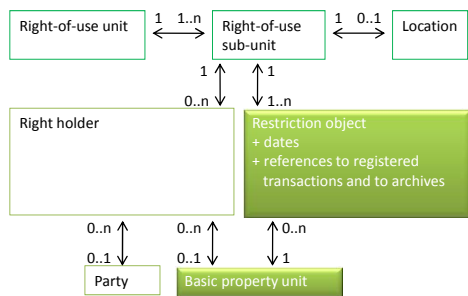 Right-of-use unit
1 1..n
Right-of-use
sub-unit
1 0..1
Location
1
0..n
1
1..n
Right holder
Restriction object
+ dates
+ references to registered
transactions and to archives
0..n
0..1
0..n
0..1
0..n
1
Party
Basic property unit